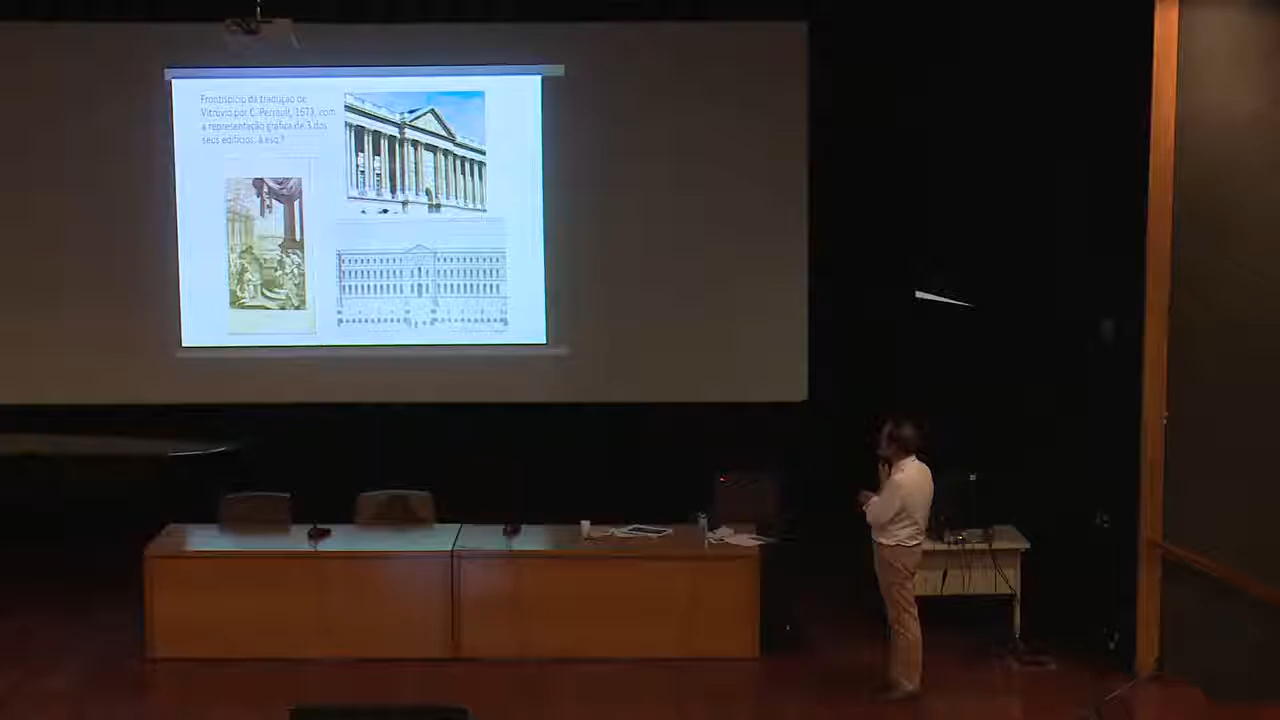 Frontispício da tradução de
Vitrúvio por C. Perrault, 1673, com
a representação gráfica de 3 dos
seus edifícios, à esq.?